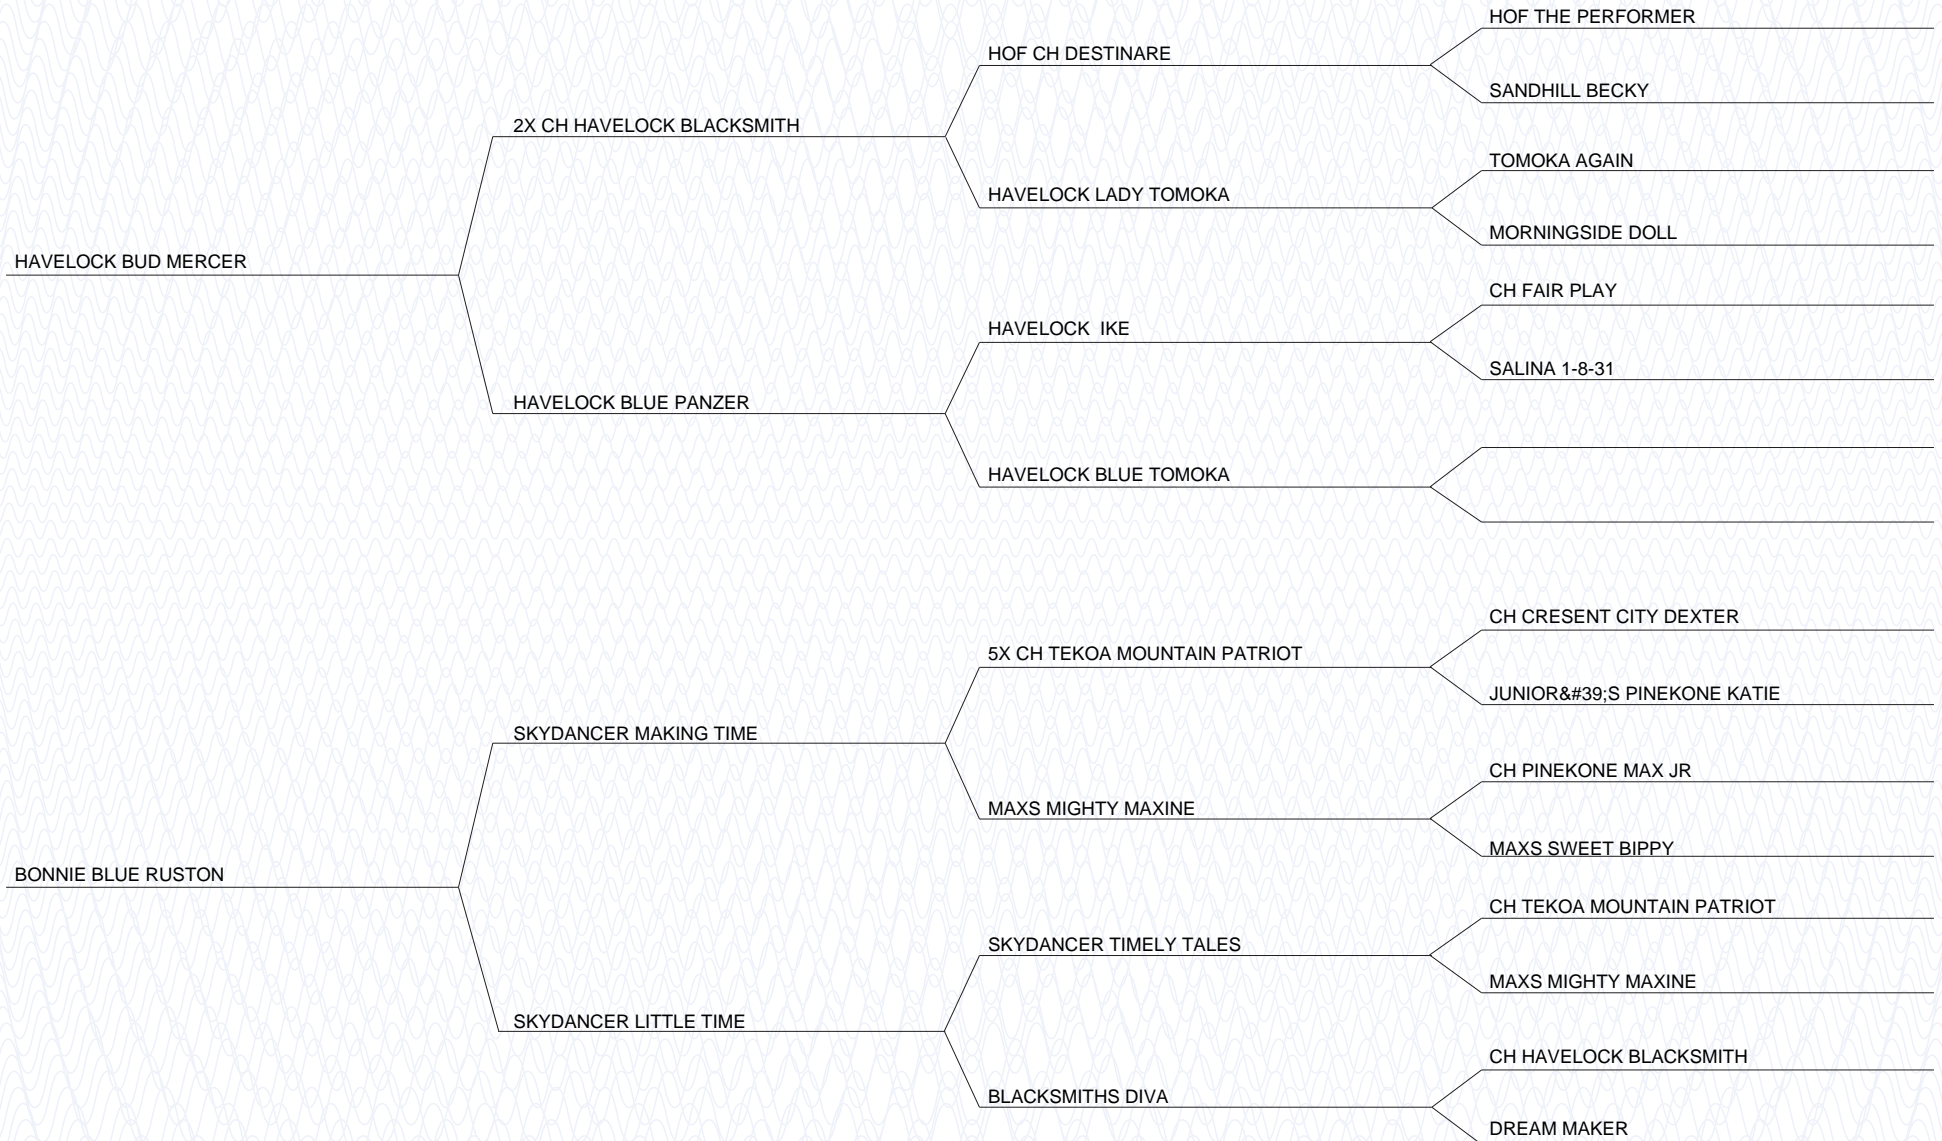 HOF THE PERFORMER
HOF CH DESTINARE
SANDHILL BECKY
2X CH HAVELOCK BLACKSMITH
TOMOKA AGAIN
HAVELOCK LADY TOMOKA
MORNINGSIDE DOLL
HAVELOCK BUD MERCER
CH FAIR PLAY
HAVELOCK  IKE
SALINA 1-8-31
HAVELOCK BLUE PANZER
HAVELOCK BLUE TOMOKA
CH CRESENT CITY DEXTER
5X CH TEKOA MOUNTAIN PATRIOT
JUNIOR&#39;S PINEKONE KATIE
SKYDANCER MAKING TIME
CH PINEKONE MAX JR
MAXS MIGHTY MAXINE
MAXS SWEET BIPPY
BONNIE BLUE RUSTON
CH TEKOA MOUNTAIN PATRIOT
SKYDANCER TIMELY TALES
MAXS MIGHTY MAXINE
SKYDANCER LITTLE TIME
CH HAVELOCK BLACKSMITH
BLACKSMITHS DIVA
DREAM MAKER